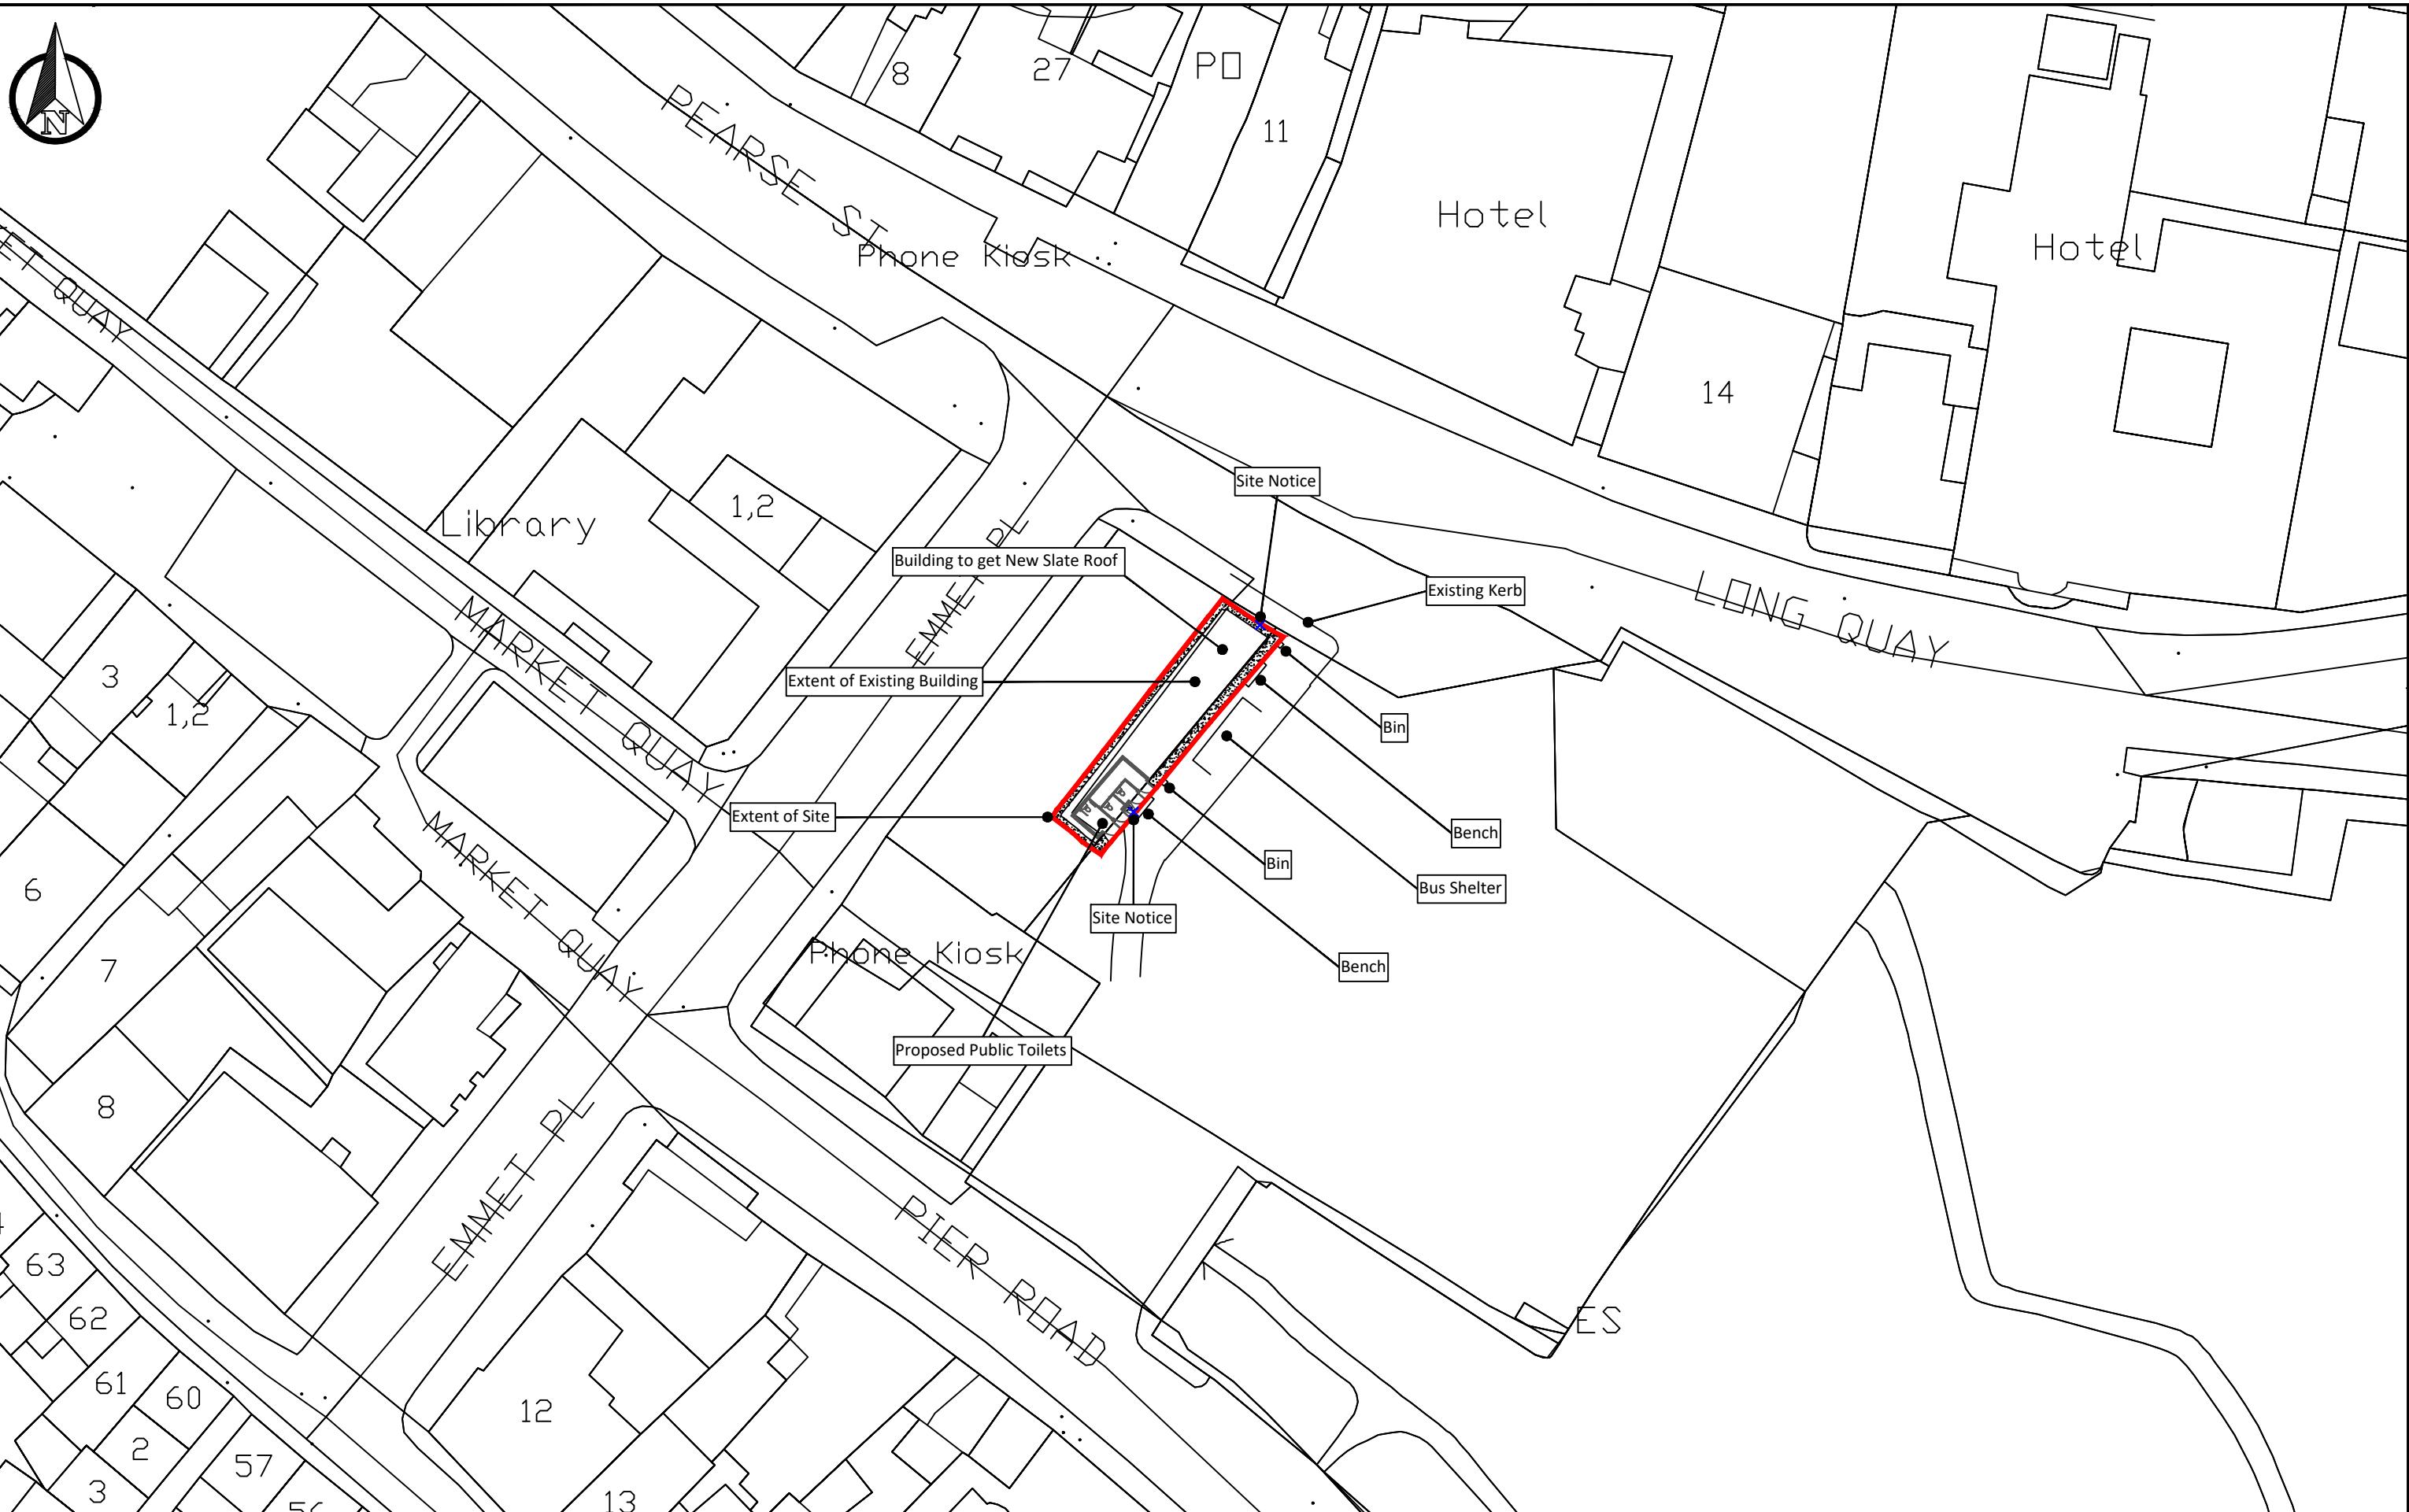 N
8
27
PO
11
PEARSE ST
Phone Kiosk
Hotel
Hotel
QUAY
14
Library
1,2
Site Notice
Building to get New Slate Roof
EMMET PL
Existing Kerb
LONG QUAY
MARKET QUAY
Extent of Existing Building
3
1,2
Bin
Extent of Site
Bench
MARKET QUAY
Bin
Bus Shelter
6
Site Notice
7
Phone Kiosk
Bench
Proposed Public Toilets
8
EMMET PL
PIER ROAD
63
62
ES
61
60
12
2
57
3
13